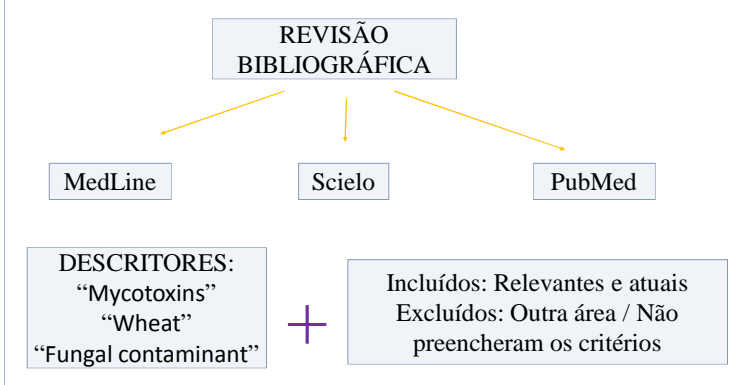 REVISÃO
BIBLIOGRÁFICA
MedLine
Scielo
PubMed
DESCRITORES:
“Mycotoxins”
“Wheat”
“Fungal contaminant”
Incluídos: Relevantes e atuais
Excluídos: Outra área / Não
preencheram os critérios